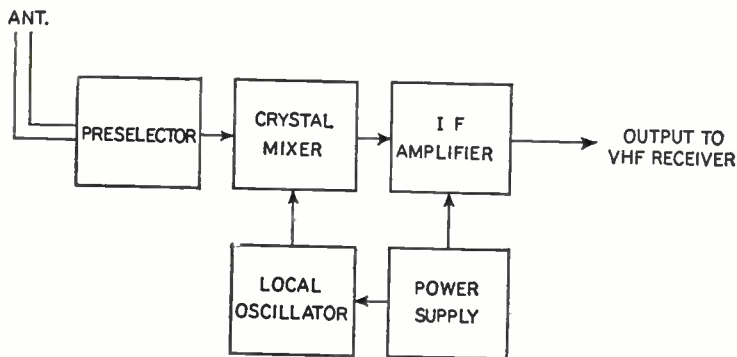 ANT.
PRESELECTOR
CRYSTAL
MIXER
I F
AMPLIFIER
OUTPUT TO
VHF RECEIVER
LOCAL
OSCILLATOR
POWER
SUPPLY